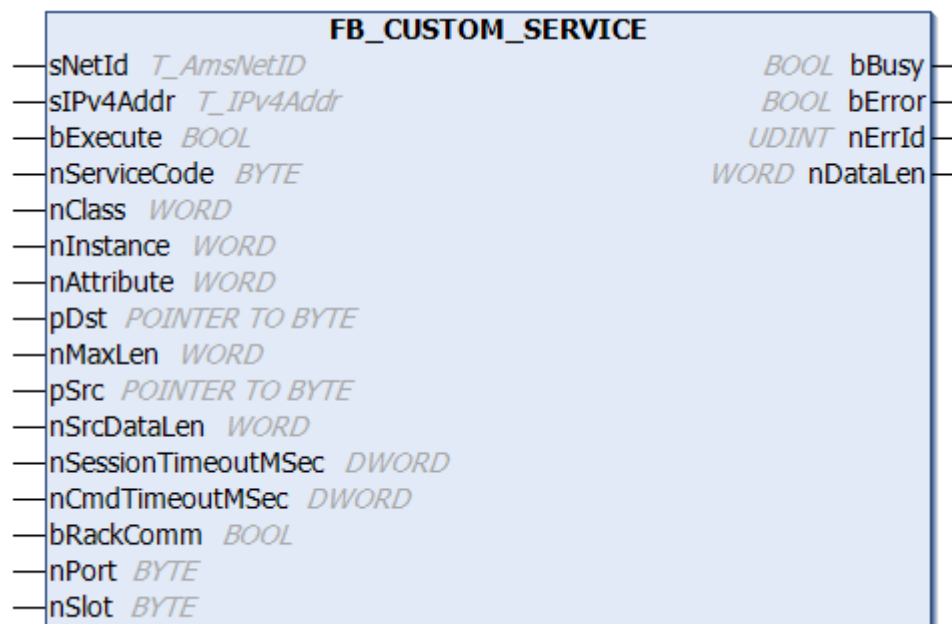 FB_CUSTOM_SERVICE
sNetId T_AmsNetID BOOL bBusy
sIPv4Addr T_IPv4Addr BOOL bError
bExecute BOOL UDINT nErrId
nServiceCode BYTE WORD nDataLen
nClass WORD
nInstance WORD
nAttribute WORD
pDst POINTER TO BYTE
nMaxLen WORD
pSrc POINTER TO BYTE
nSrcDataLen WORD
nSessionTimeoutMSec DWORD
nCmdTimeoutMSec DWORD
bRackComm BOOL
nPort BYTE
nSlot BYTE